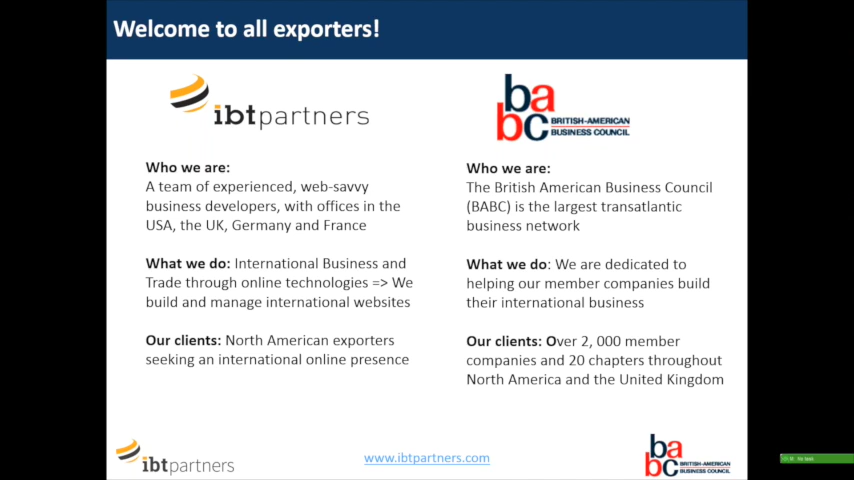 Welcome to all exporters!
ibtpartners
Who we are:
A team of experienced, web-savvy
business developers, with offices in the
USA, the UK, Germany and France
What we do: International Business and
Trade through online technologies => We
build and manage international websites
Our clients: North American exporters
seeking an international online presence
babc
BRITISH-AMERICAN
BUSINESS COUNCIL
Who we are:
The British American Business Council
(BABC) is the largest transatlantic
business network
What we do: We are dedicated to
helping our member companies build
their international business
Our clients: Over 2, 000 member
companies and 20 chapters throughout
North America and the United Kingdom
ibtpartners
www.ibtpartners.com
babc
BRITISH-AMERICAN
BUSINESS COUNCIL